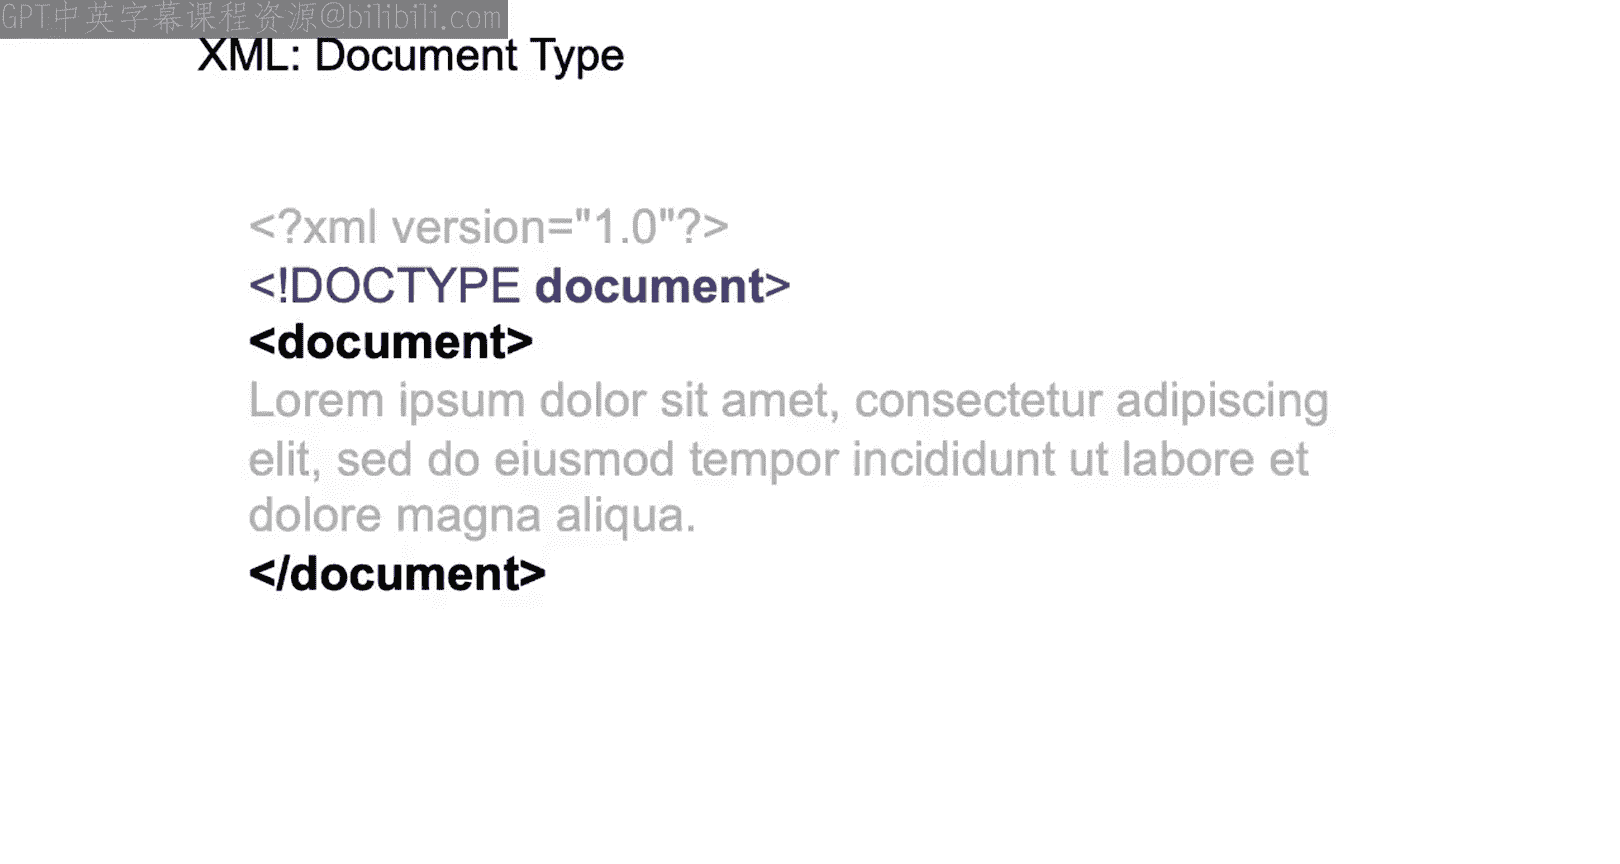 GPT中英字幕课程资源@bilibili.com
XML: Document Type
<?xml version="1.0"?>
<!DOCTYPE document>
<document>
Lorem ipsum dolor sit amet, consectetur adipiscing
elit, sed do eiusmod tempor incididunt ut labore et
dolore magna aliqua.
</document>